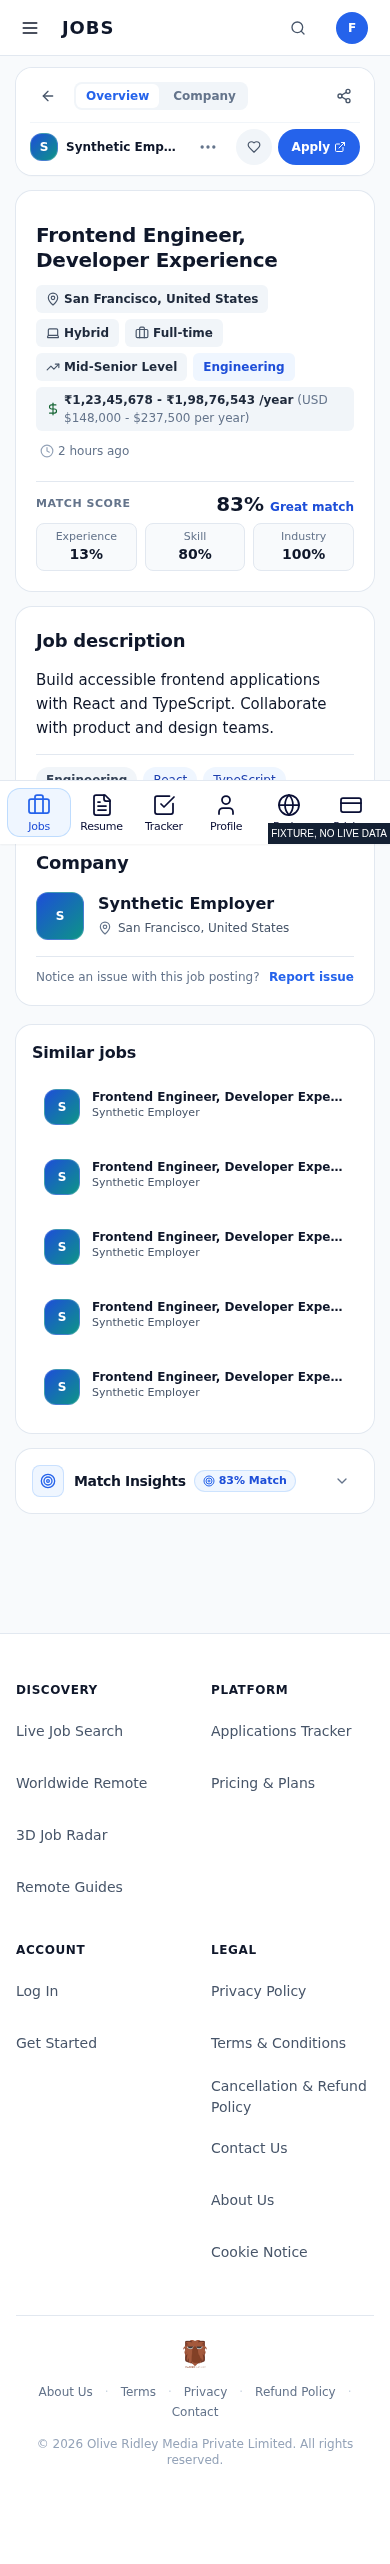 JOBS
F
Overview
Company
S
Synthetic Emp...
Apply
Frontend Engineer,
Developer Experience
San Francisco, United States
Hybrid
Full-time
Mid-Senior Level
Engineering
₹1,23,45,678 - ₹1,98,76,543 /year (USD
$148,000 - $237,500 per year)
2 hours ago
MATCH SCORE
83% Great match
Experience
13%
Skill
80%
Industry
100%
Job description
Build accessible frontend applications
with React and TypeScript. Collaborate
with product and design teams.
Engineering
React
TypeScript
Jobs
Resume
Tracker
Profile
FIXTURE, NO LIVE DATA
Company
S
Synthetic Employer
San Francisco, United States
Notice an issue with this job posting? Report issue
Similar jobs
S
Frontend Engineer, Developer Expe...
Synthetic Employer
S
Frontend Engineer, Developer Expe...
Synthetic Employer
S
Frontend Engineer, Developer Expe...
Synthetic Employer
S
Frontend Engineer, Developer Expe...
Synthetic Employer
S
Frontend Engineer, Developer Expe...
Synthetic Employer
Match Insights
83% Match
DISCOVERY
Live Job Search
Worldwide Remote
3D Job Radar
Remote Guides
PLATFORM
Applications Tracker
Pricing & Plans
ACCOUNT
Log In
Get Started
LEGAL
Privacy Policy
Terms & Conditions
Cancellation & Refund
Policy
Contact Us
About Us
Cookie Notice
About Us · Terms · Privacy · Refund Policy ·
Contact
© 2026 Olive Ridley Media Private Limited. All rights
reserved.